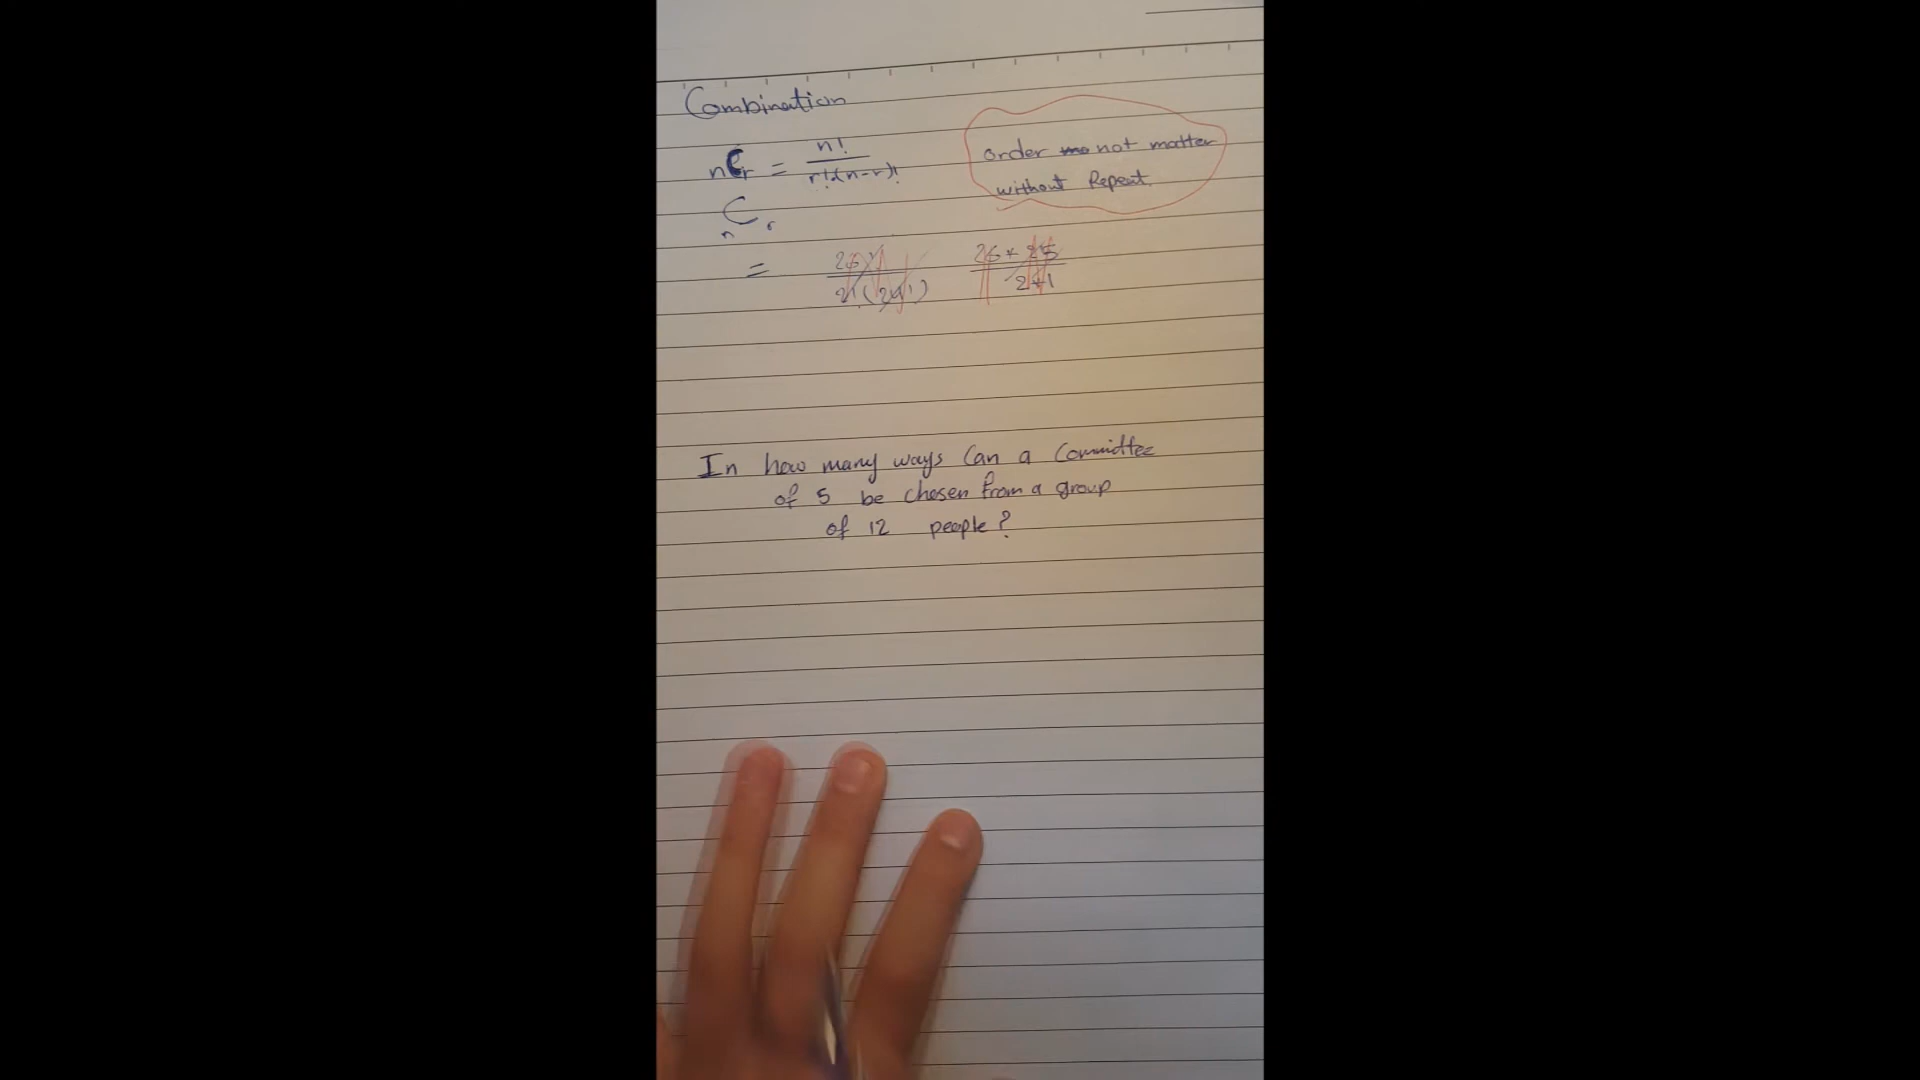 Combination
nCr = n! / r!.(n-r)!
order not matter
without Repeat.
C
n r
=
In how many ways Can a Committee
of 5 be chosen from a group
of 12 people?